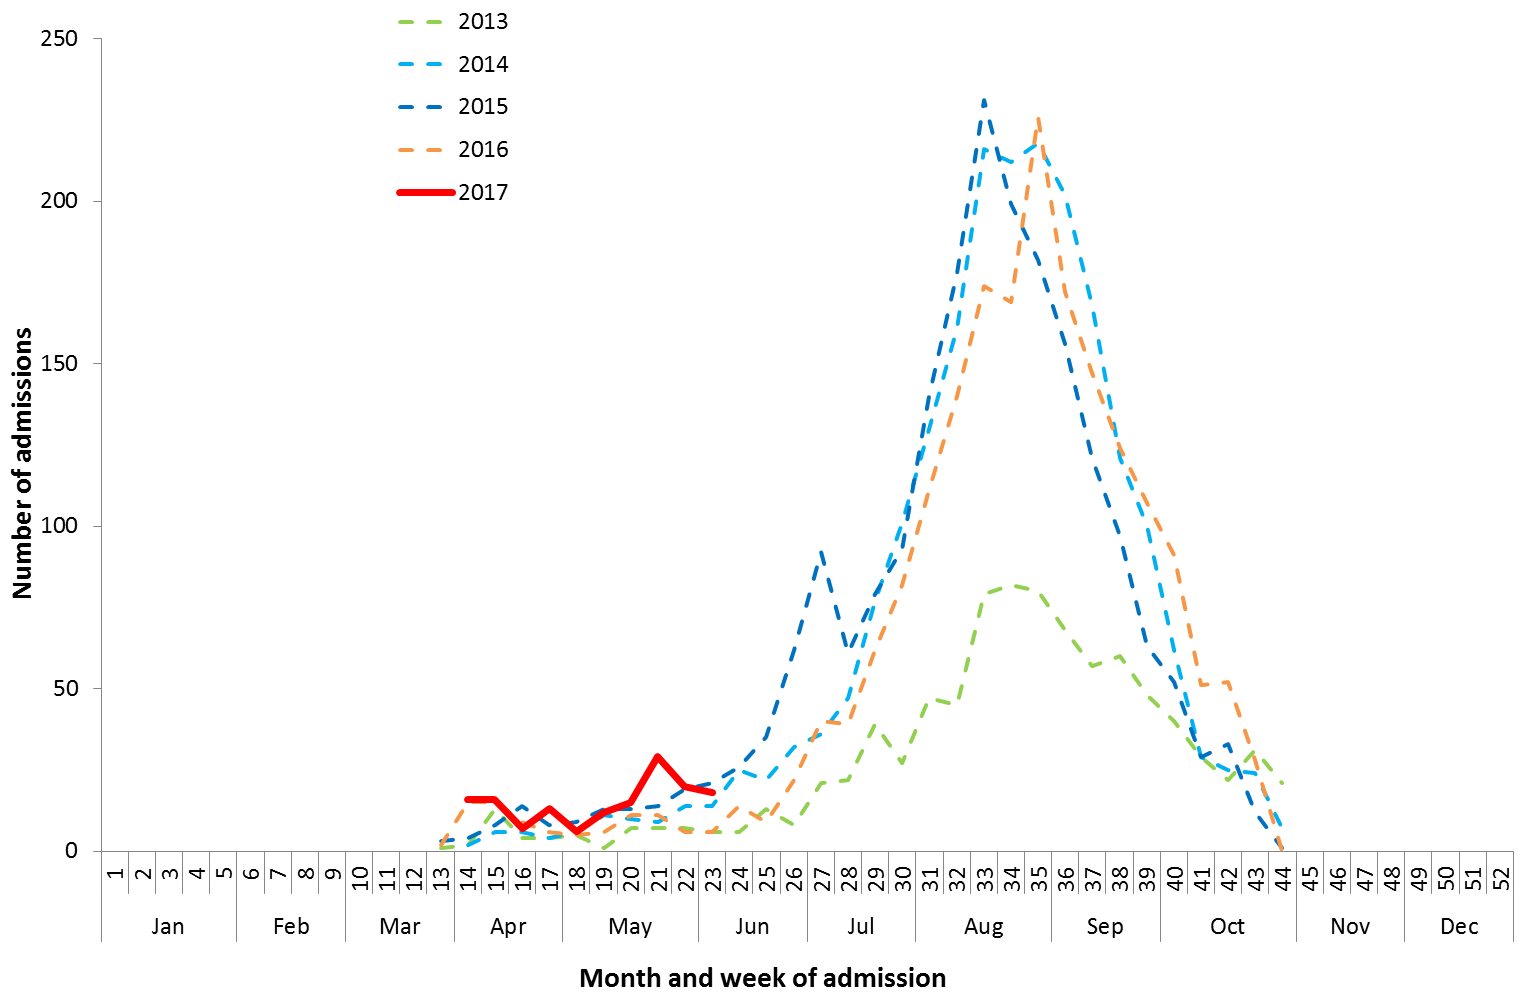 2013
2014
2015
2016
2017
250
200
150
100
50
0
Number of admissions
1 2 3 4 5 6 7 8 9 10 11 12 13 14 15 16 17 18 19 20 21 22 23 24 25 26 27 28 29 30 31 32 33 34 35 36 37 38 39 40 41 42 43 44 45 46 47 48 49 50 51 52
Jan Feb Mar Apr May Jun Jul Aug Sep Oct Nov Dec
Month and week of admission